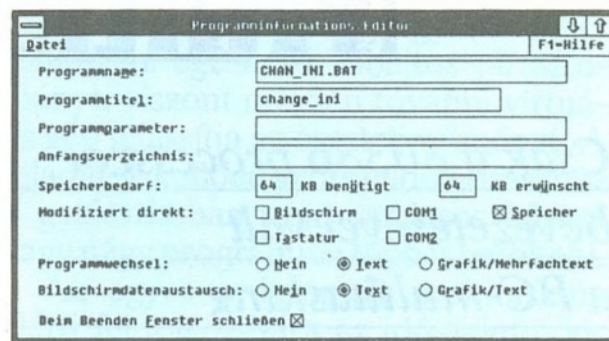 Programminformations-Editor
Datei F1=Hilfe
Programmname: CHAN_INI.BAT
Programmtitel: change_ini
Programmparameter:
Anfangsverzeichnis:
Speicherbedarf: 64 KB benötigt 64 KB erwünscht
Modifiziert direkt: Bildschirm COM1 Speicher
Tastatur COM2
Programmwechsel: Nein Text Grafik/Mehrfachtext
Bildschirmdatenaustausch: Nein Text Grafik/Text
Beim Beenden Fenster schließen